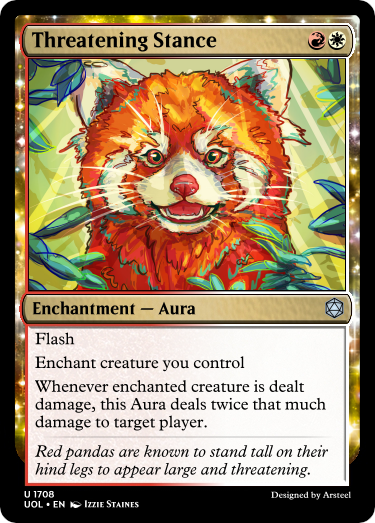 Threatening Stance
Enchantment — Aura
Flash
Enchant creature you control
Whenever enchanted creature is dealt
damage, this Aura deals twice that much
damage to target player.
Red pandas are known to stand tall on their
hind legs to appear large and threatening.
U 1708
UOL • EN Izzie Staines
Designed by Arsteel